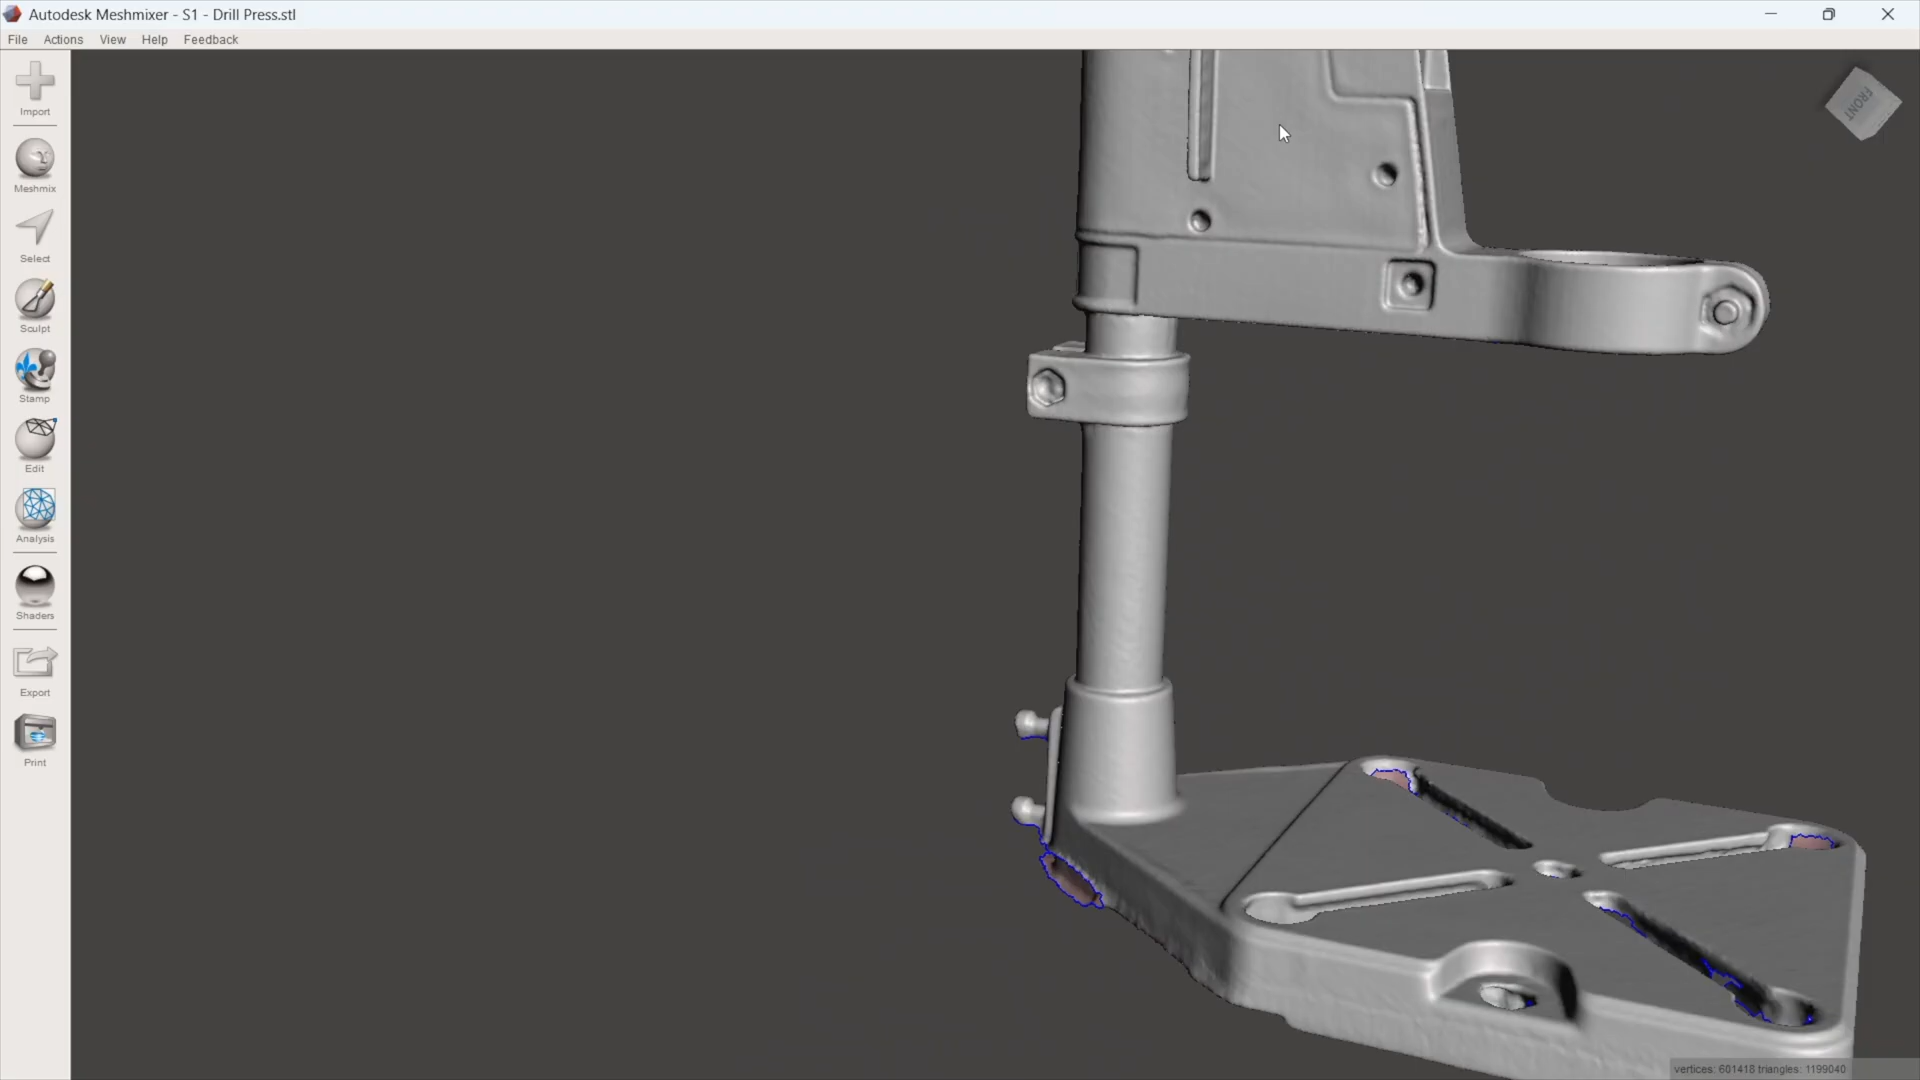 Autodesk Meshmixer - S1 - Drill Press.stl
File Actions View Help Feedback
Import
Meshmix
Select
Sculpt
Stamp
Edit
Analysis
Shaders
Export
Print
FRONT
vertices: 601418 triangles: 1199040